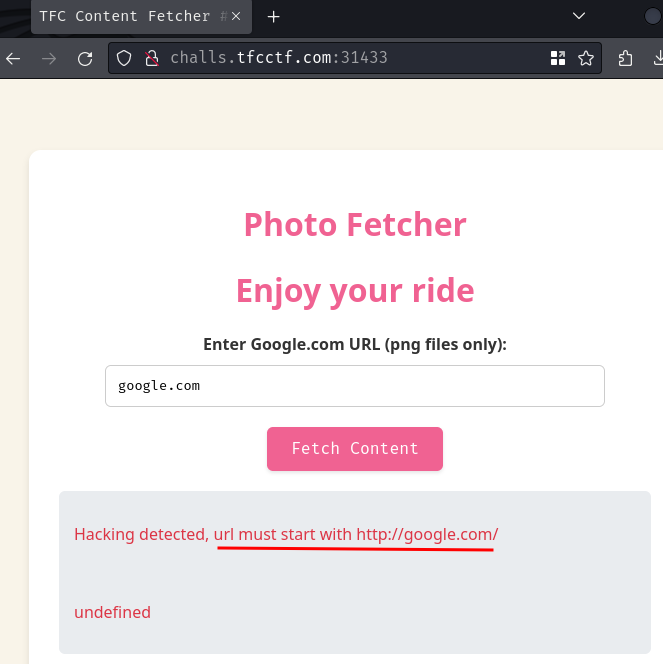 TFC Content Fetcher #
challs.tfcctf.com:31433
Photo Fetcher
Enjoy your ride
Enter Google.com URL (png files only):
google.com
Fetch Content
Hacking detected, url must start with http://google.com/
undefined